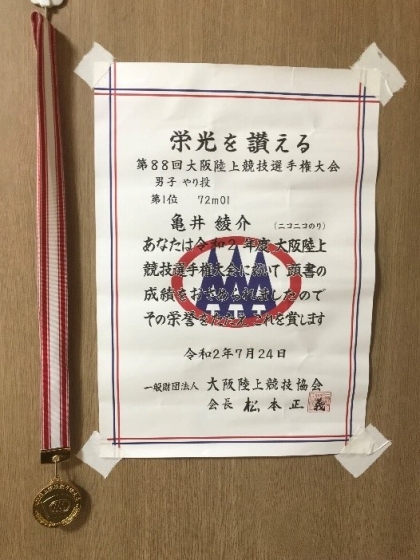 栄光を讃える
第88回大阪陸上競技選手権大会
男子 やり投
第1位 72m01
亀井 綾介 (ニコニコのり)
あなたは令和2年度大阪陸上
競技選手権大会において 頭書の
成績をおさめられましたので
その栄誉をたたえ これを賞します
令和2年7月24日
一般財団法人 大阪陸上競技協会
会長 松本正義